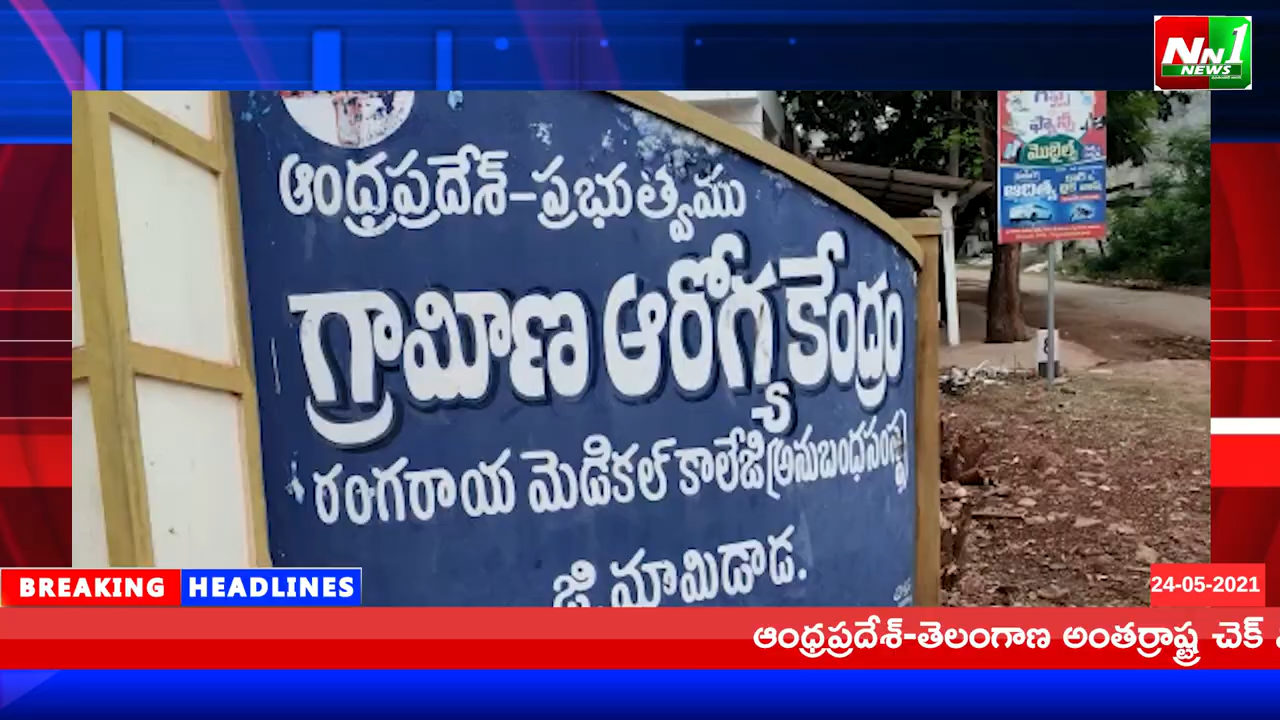 NN1
NEWS
ఆంధ్రప్రదేశ్-ప్రభుత్వము
గ్రామీణ ఆరోగ్యకేంద్రం
రంగరాయ మెడికల్ కాలేజి(అనుబంధసంస్థ)
జి.మామిడాడ.
ఫ్యాన్సీ
మొబైల్స్
BREAKING HEADLINES
24-05-2021
ఆంధ్రప్రదేశ్-తెలంగాణ అంతర్రాష్ట్ర చెక్